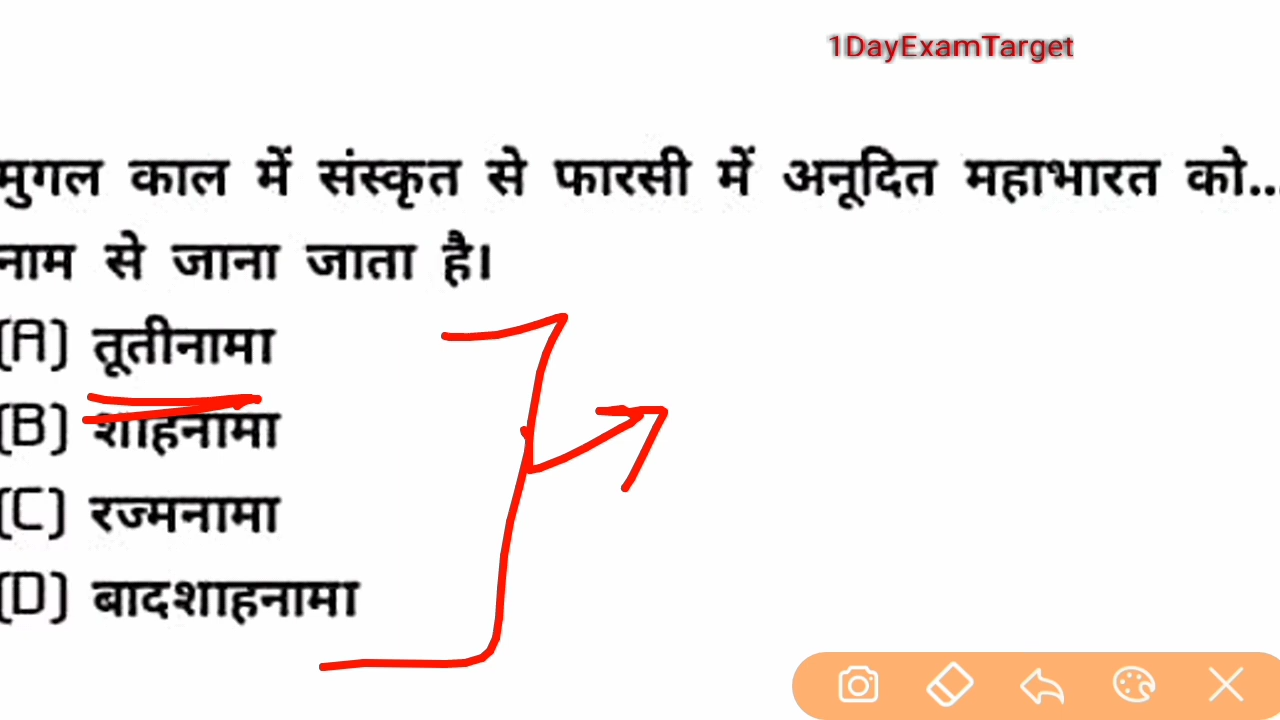 1DayExamTarget
मुगल काल में संस्कृत से फारसी में अनूदित महाभारत को...
नाम से जाना जाता है।
(A) तूतीनामा
(B) शाहनामा
(C) रज्मनामा
(D) बादशाहनामा